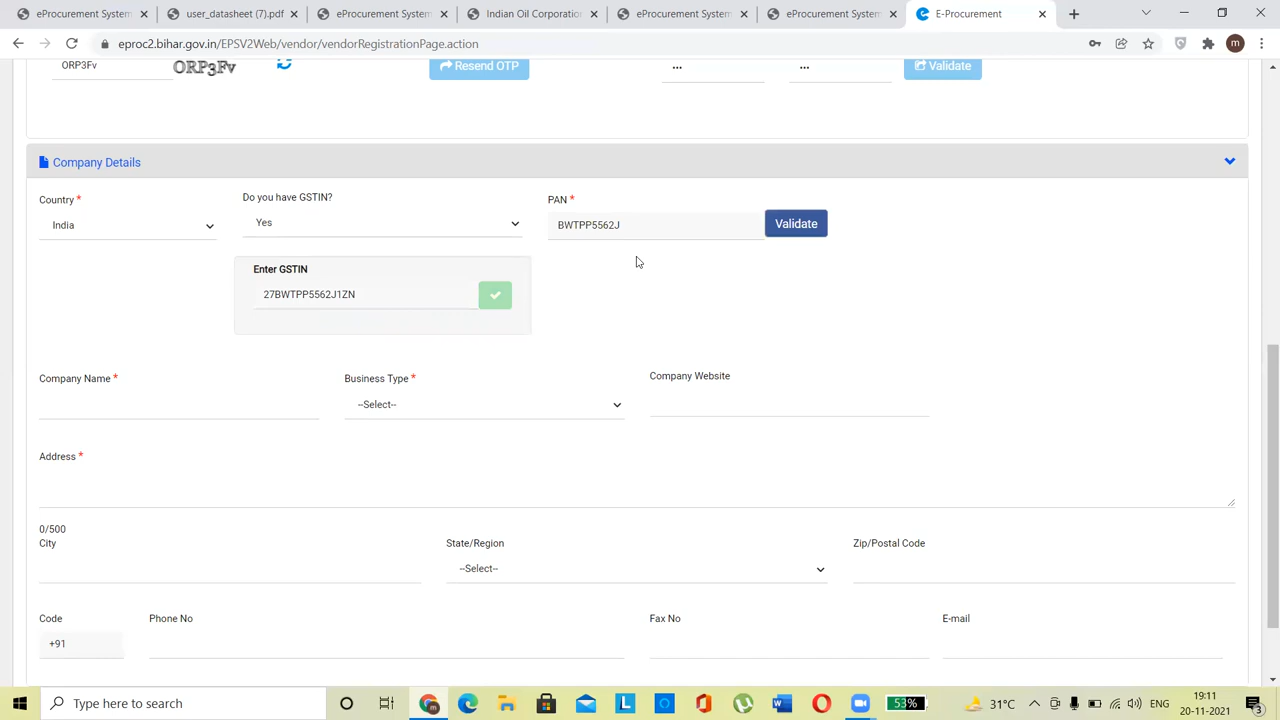 eProcurement System
user_datasheet (7).pdf
eProcurement System
Indian Oil Corporation
eProcurement System
eProcurement System
E-Procurement
eproc2.bihar.gov.in/EPSV2Web/vendor/vendorRegistrationPage.action
m
ORP3Fv
ORP3Fv
Resend OTP
...
...
Validate
Company Details
Country *
Do you have GSTIN?
PAN *
India
Yes
BWTPP5562J
Validate
Enter GSTIN
27BWTPP5562J1ZN
Company Name *
Business Type *
Company Website
--Select--
Address *
0/500
City
State/Region
Zip/Postal Code
--Select--
Code
Phone No
Fax No
E-mail
+91
Type here to search
53%
31°C
ENG
19:11
20-11-2021
3